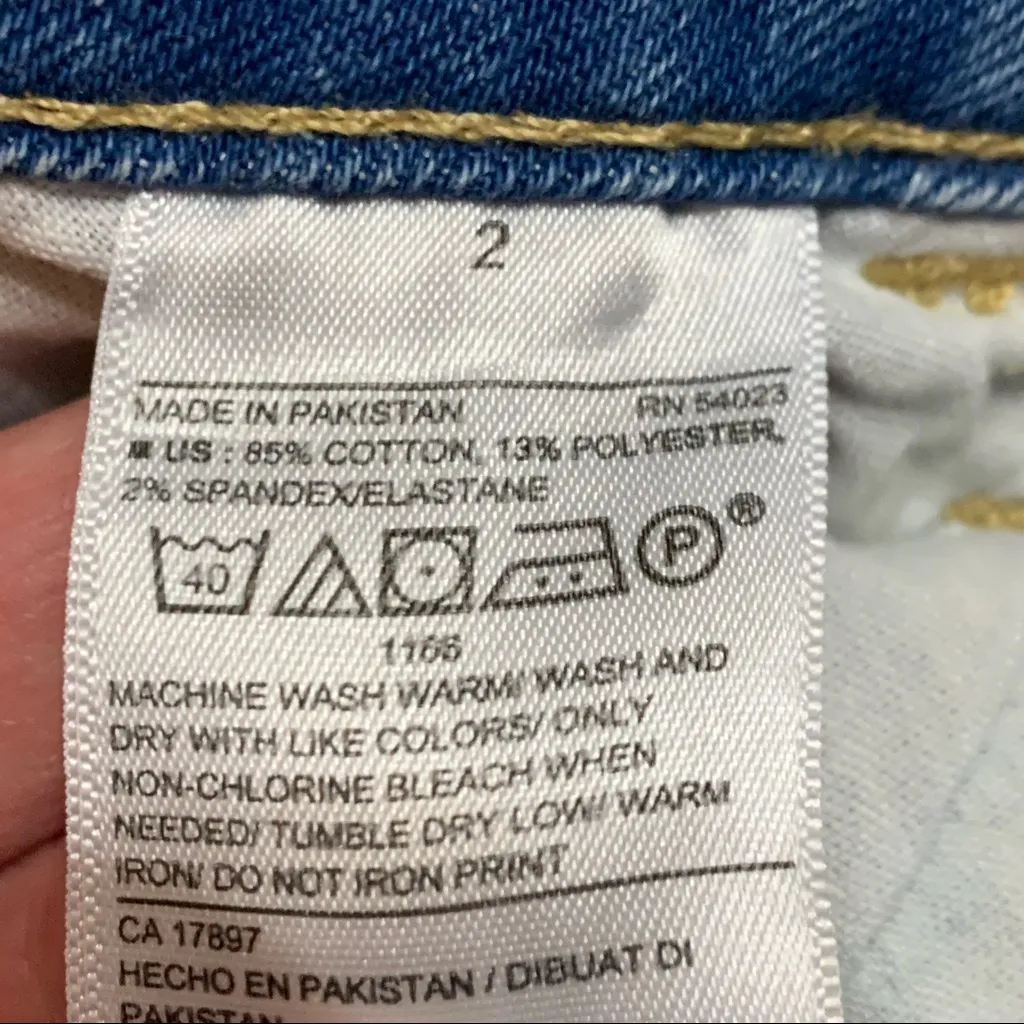 2
MADE IN PAKISTAN RN 54023
US : 85% COTTON, 13% POLYESTER,
2% SPANDEX/ELASTANE
40 P®
1166
MACHINE WASH WARM/ WASH AND
DRY WITH LIKE COLORS/ ONLY
NON-CHLORINE BLEACH WHEN
NEEDED/ TUMBLE DRY LOW/ WARM
IRON/ DO NOT IRON PRINT
CA 17897
HECHO EN PAKISTAN / DIBUAT DI
PAKISTAN